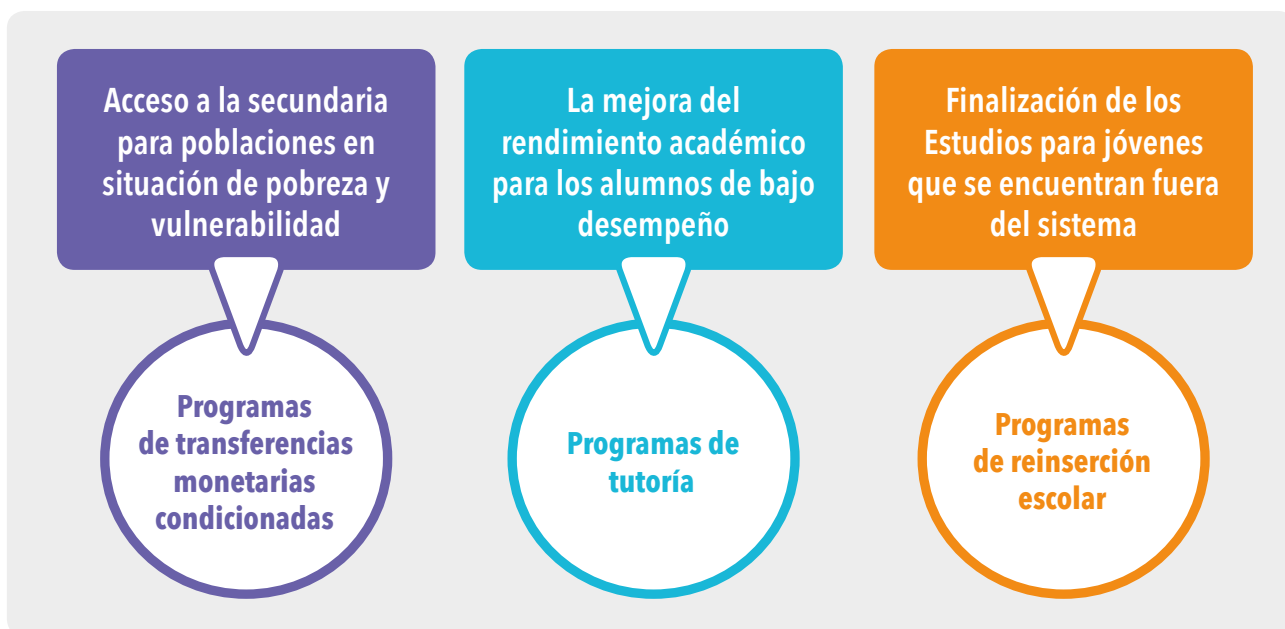 Acceso a la secundaria
para poblaciones en
situación de pobreza y
vulnerabilidad
La mejora del
rendimiento académico
para los alumnos de bajo
desempeño
Finalización de los
Estudios para jóvenes
que se encuentran fuera
del sistema
Programas
de transferencias
monetarias
condicionadas
Programas de
tutoría
Programas
de reinserción
escolar